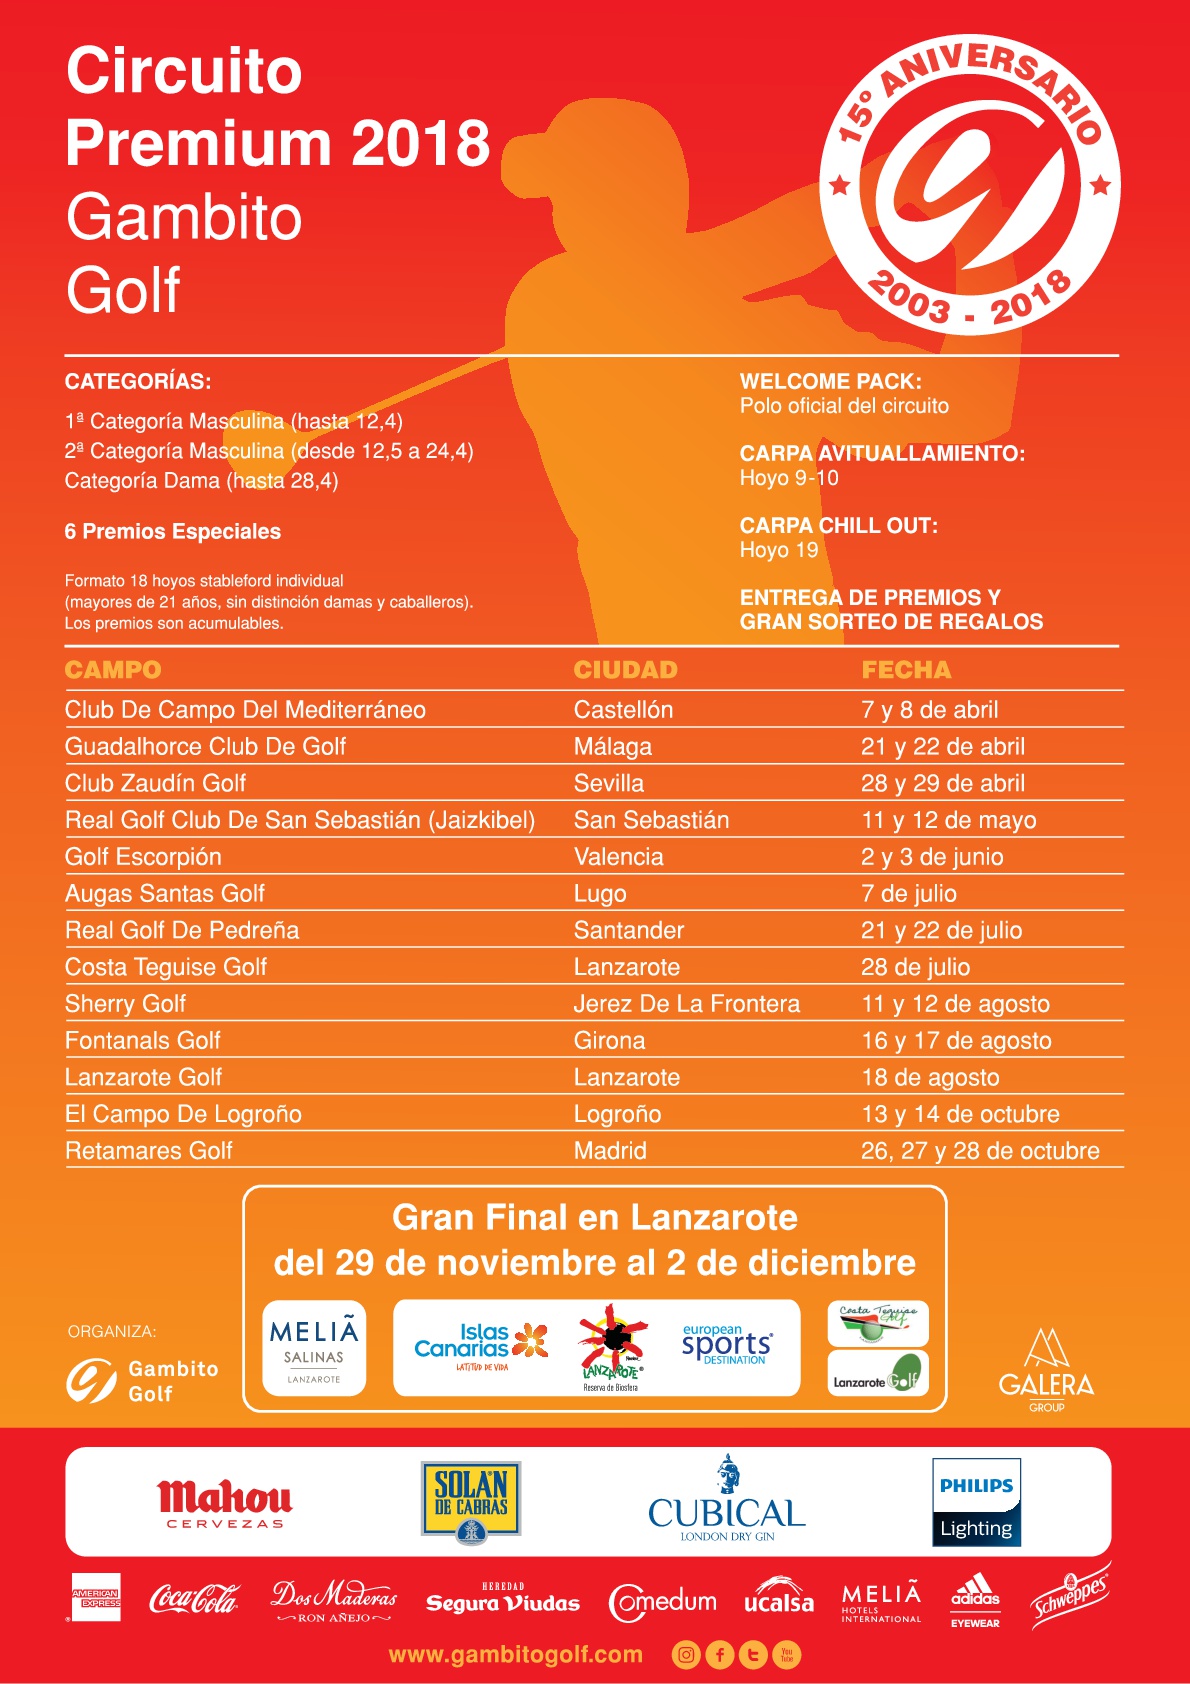 Circuito
Premium 2018
Gambito
Golf
15º ANIVERSARIO
2003 - 2018
CATEGORÍAS:
1ª Categoría Masculina (hasta 12,4)
2ª Categoría Masculina (desde 12,5 a 24,4)
Categoría Dama (hasta 28,4)
6 Premios Especiales
Formato 18 hoyos stableford individual
(mayores de 21 años, sin distinción damas y caballeros).
Los premios son acumulables.
WELCOME PACK:
Polo oficial del circuito
CARPA AVITUALLAMIENTO:
Hoyo 9-10
CARPA CHILL OUT:
Hoyo 19
ENTREGA DE PREMIOS Y
GRAN SORTEO DE REGALOS
CAMPO CIUDAD FECHA
Club De Campo Del Mediterráneo Castellón 7 y 8 de abril
Guadalhorce Club De Golf Málaga 21 y 22 de abril
Club Zaudín Golf Sevilla 28 y 29 de abril
Real Golf Club De San Sebastián (Jaizkibel) San Sebastián 11 y 12 de mayo
Golf Escorpión Valencia 2 y 3 de junio
Augas Santas Golf Lugo 7 de julio
Real Golf De Pedreña Santander 21 y 22 de julio
Costa Teguise Golf Lanzarote 28 de julio
Sherry Golf Jerez De La Frontera 11 y 12 de agosto
Fontanals Golf Girona 16 y 17 de agosto
Lanzarote Golf Lanzarote 18 de agosto
El Campo De Logroño Logroño 13 y 14 de octubre
Retamares Golf Madrid 26, 27 y 28 de octubre
Gran Final en Lanzarote
del 29 de noviembre al 2 de diciembre
ORGANIZA:
Gambito
Golf
MELIÃ
SALINAS
LANZAROTE
Islas
Canarias
LATITUD DE VIDA
LANZAROTE
Reserva de Biosfera
european
sports
DESTINATION
Costa Teguise
Golf
Lanzarote Golf
GALERA
GROUP
Mahou
CERVEZAS
SOLÁN
DE CABRAS
CUBICAL
LONDON DRY GIN
PHILIPS
Lighting
AMERICAN
EXPRESS
Coca-Cola
Dos Maderas
RON AÑEJO
HEREDAD
Segura Viudas
Comedum
ucalsa
MELIÃ
HOTELS
INTERNATIONAL
adidas
EYEWEAR
Schweppes
www.gambitogolf.com
You
Tube